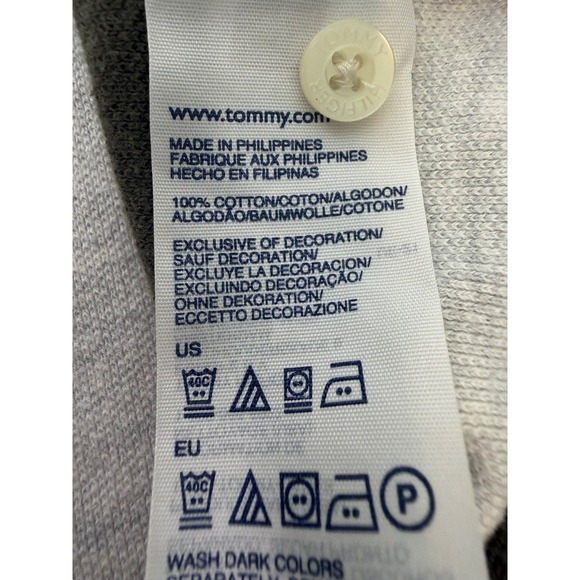 TOMMY
HILFIGER
www.tommy.com
MADE IN PHILIPPINES
FABRIQUE AUX PHILIPPINES
HECHO EN FILIPINAS
100% COTTON/COTON/ALGODON/
ALGODÃO/BAUMWOLLE/COTONE
EXCLUSIVE OF DECORATION/
SAUF DECORATION/
EXCLUYE LA DECORACION/
EXCLUINDO DECORAÇÃO/
OHNE DEKORATION/
ECCETTO DECORAZIONE
US
40C
EU
40C P
WASH DARK COLORS